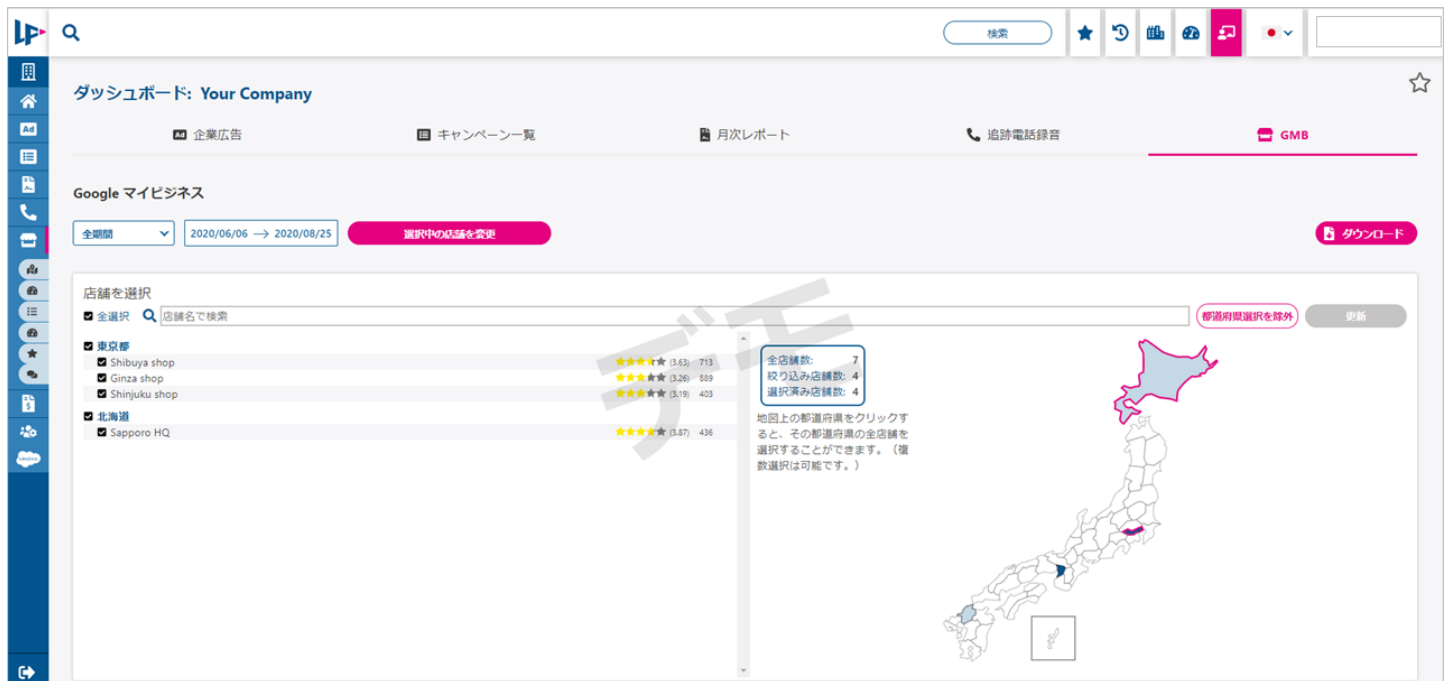 LF
検索
ダッシュボード: Your Company
Ad 企業広告
キャンペーン一覧
月次レポート
追跡電話録音
GMB
Google マイビジネス
全期間
2020/06/06 → 2020/08/25
選択中の店舗を変更
ダウンロード
店舗を選択
全選択
店舗名で検索
都道府県選択を除外
更新
東京都
Shibuya shop (3.63) 713
Ginza shop (3.26) 889
Shinjuku shop (3.19) 403
北海道
Sapporo HQ (3.87) 436
全店舗数: 7
絞り込み店舗数: 4
選択済み店舗数: 4
地図上の都道府県をクリックす
ると、その都道府県の全店舗を
選択することができます。（複
数選択は可能です。）
デモ
Ad